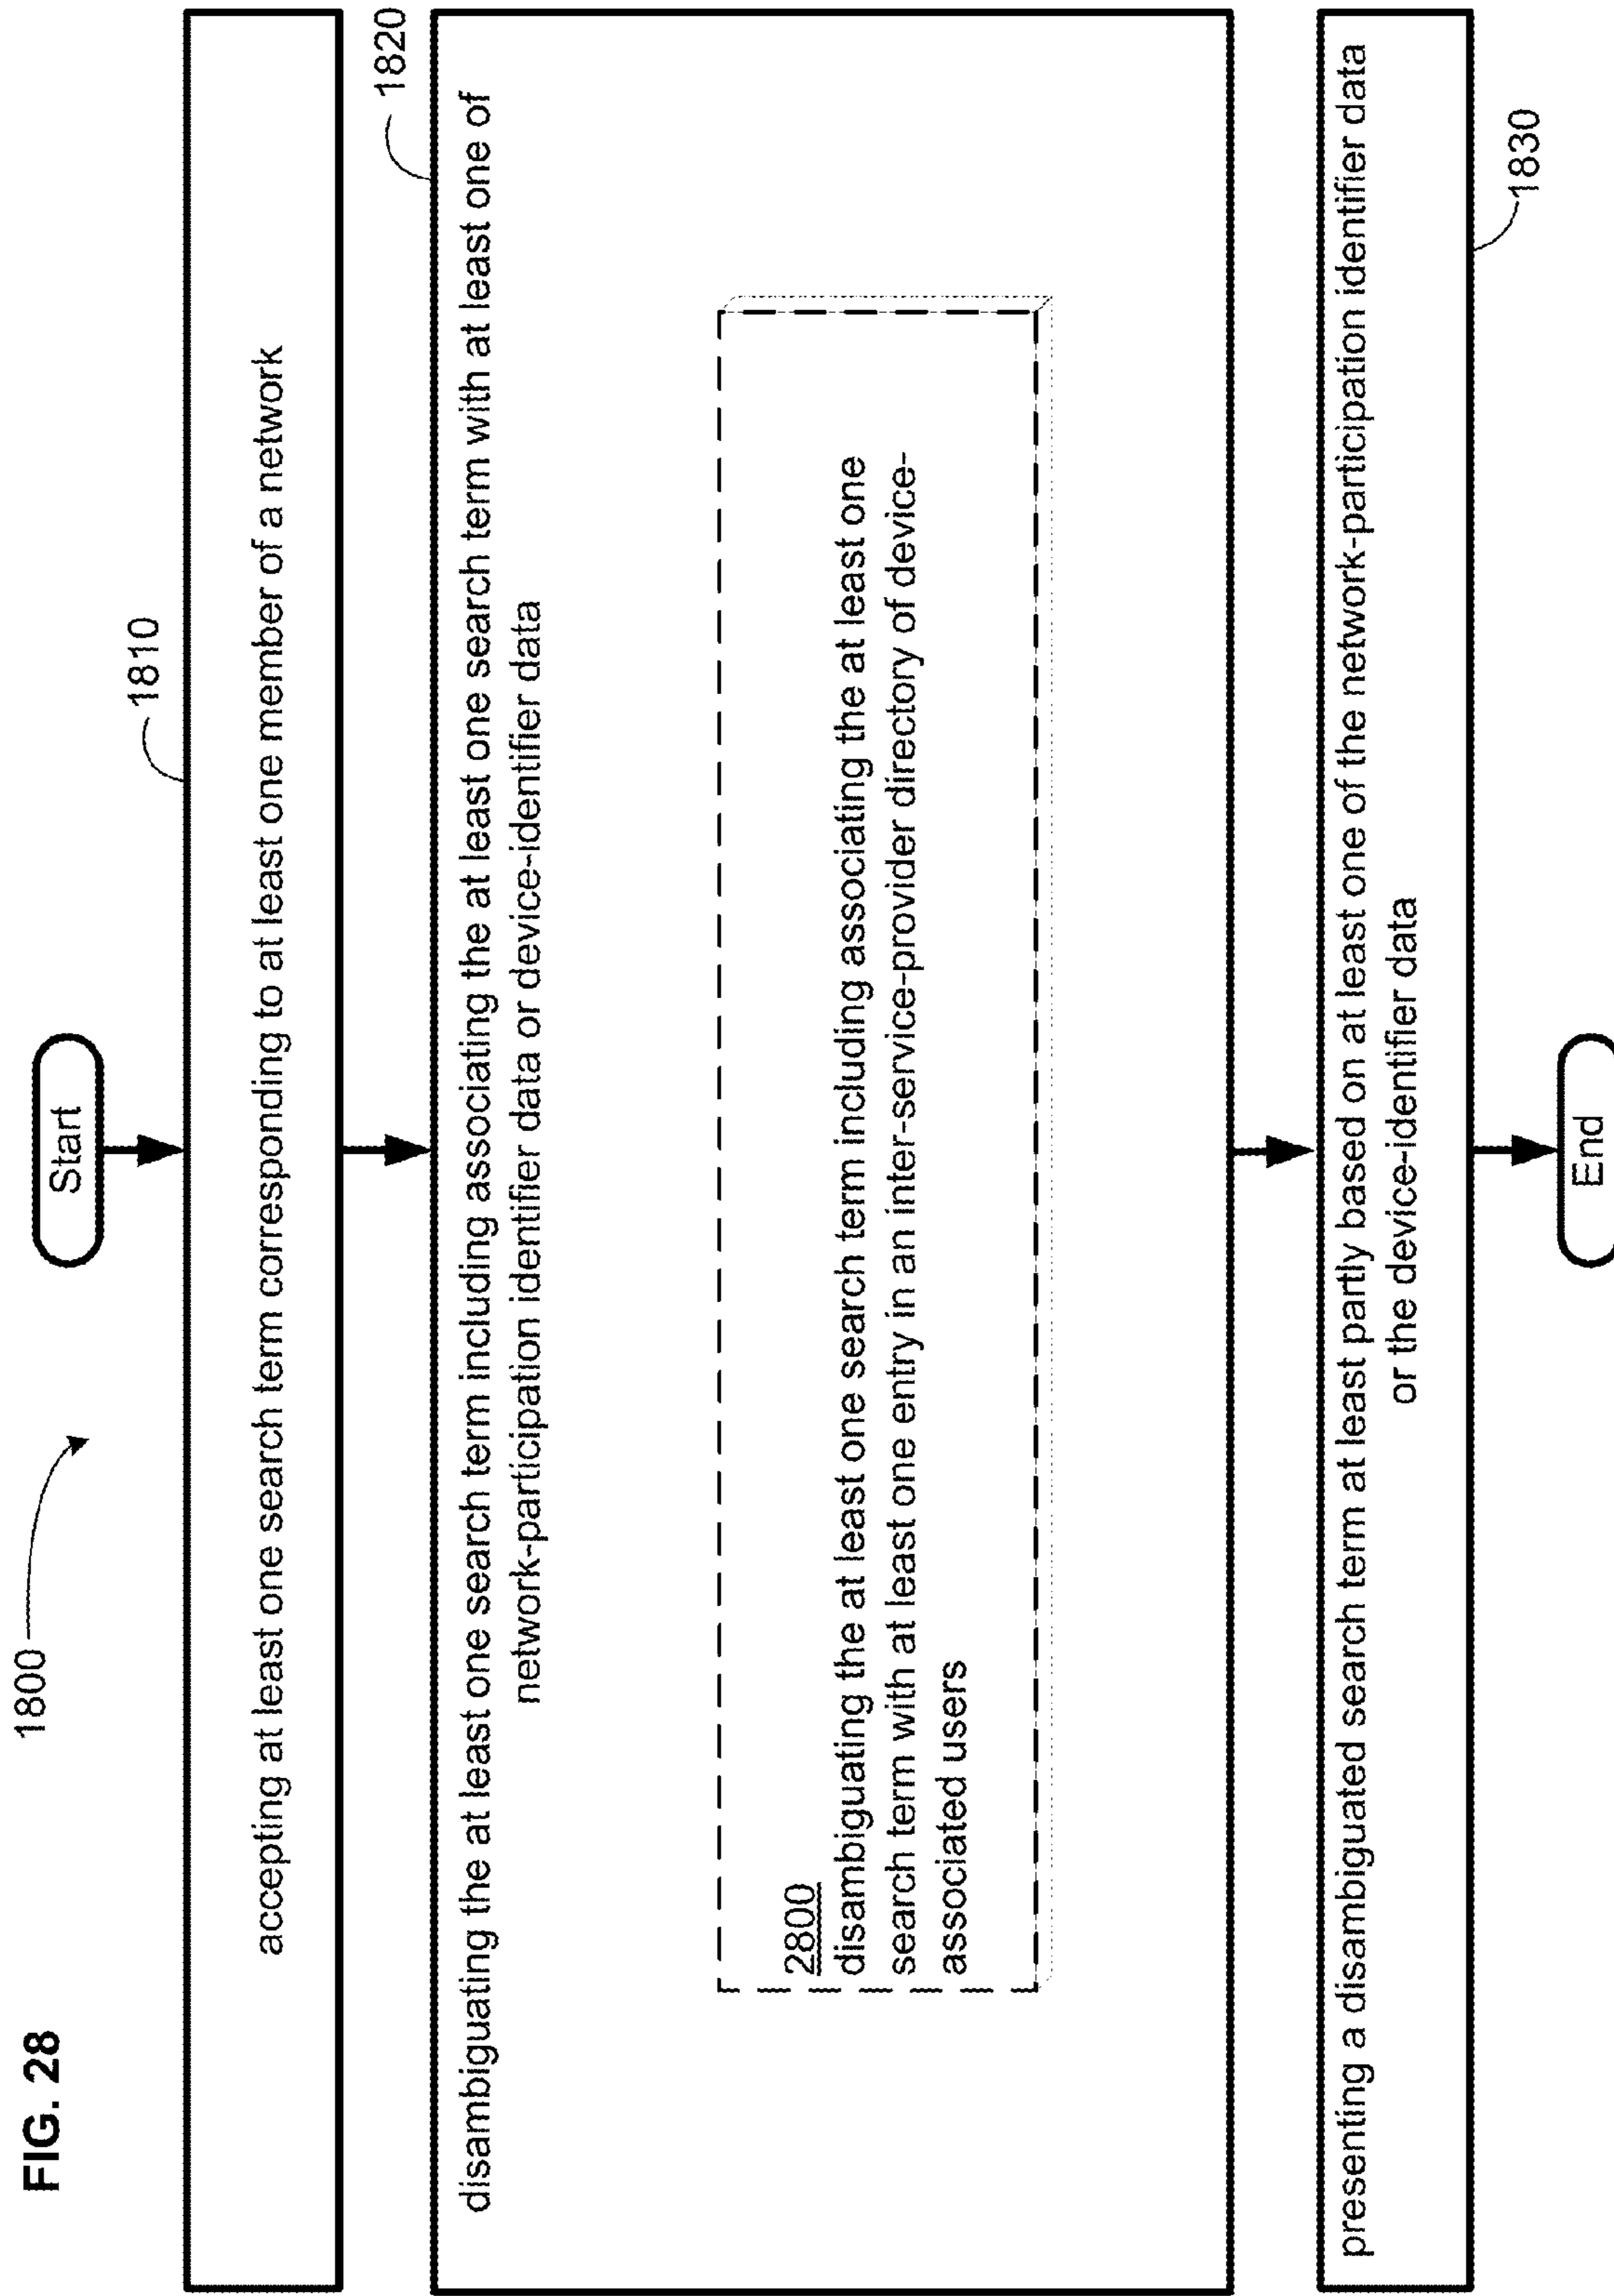 FIG. 28
1800
Start
1810
accepting at least one search term corresponding to at least one member of a network
1820
disambiguating the at least one search term including associating the at least one search term with at least one of
network-participation identifier data or device-identifier data
2800
disambiguating the at least one search term including associating the at least one
search term with at least one entry in an inter-service-provider directory of device-
associated users
presenting a disambiguated search term at least partly based on at least one of the network-participation identifier data
or the device-identifier data
1830
End